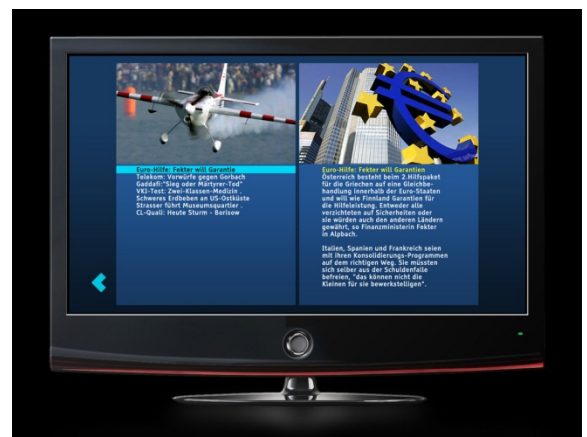 Euro-Hilfe: Fekter will Garantie
Telekom: Vorwürfe gegen Gorbach
Gaddafi:"Sieg oder Märtyrer-Tod"
VKI-Test: Zwei-Klassen-Medizin .
Schweres Erdbeben an US-Ostküste
Strasser führt Museumsquartier .
CL-Quali: Heute Sturm - Borisow
Euro-Hilfe: Fekter will Garantien
Österreich besteht beim 2.Hilfspaket
für die Griechen auf eine Gleichbe-
handlung innerhalb der Euro-Staaten
und will wie Finnland Garantien für
die Hilfeleistung. Entweder alle
verzichteten auf Sicherheiten oder
sie würden auch den anderen Ländern
gewährt, so Finanzministerin Fekter
in Alpbach.
Italien, Spanien und Frankreich seien
mit ihren Konsolidierungs-Programmen
auf dem richtigen Weg. Sie müssten
sich selber aus der Schuldenfalle
befreien, "das können nicht die
Kleinen für sie bewerkstelligen".